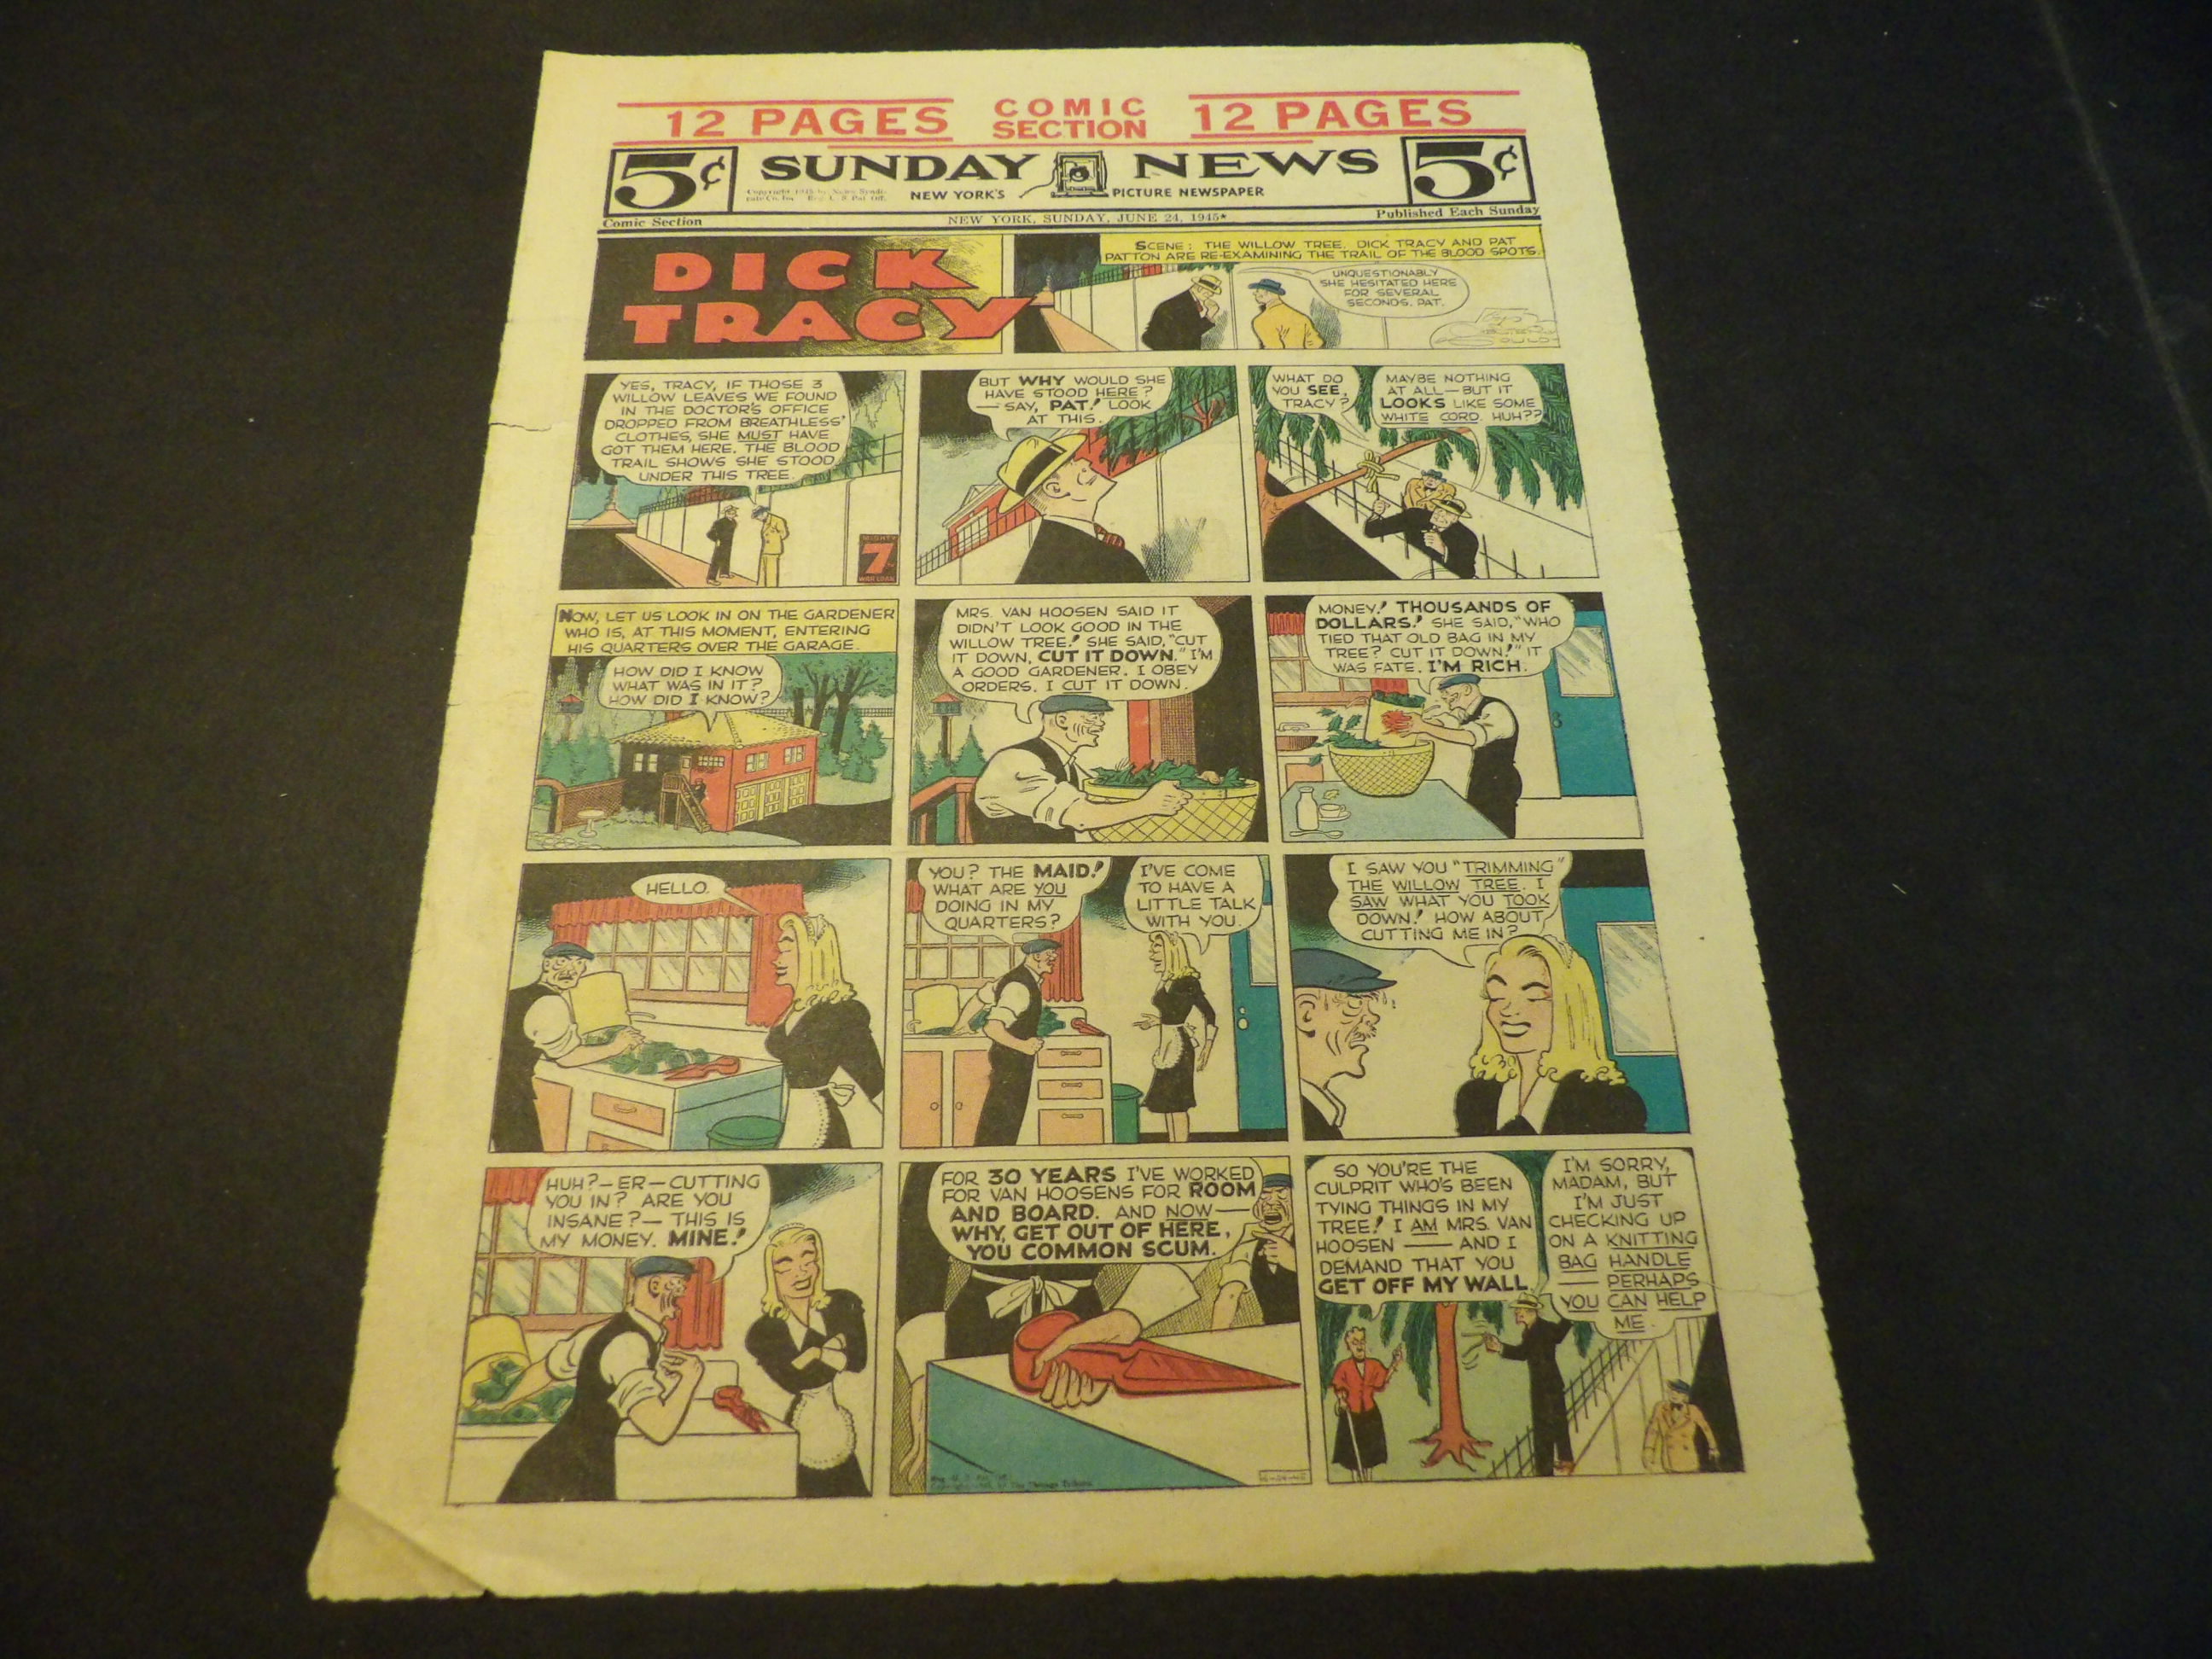 12 PAGES COMIC SECTION 12 PAGES
5¢ SUNDAY NEWS 5¢
NEW YORK'S PICTURE NEWSPAPER
Comic Section NEW YORK, SUNDAY, JUNE 24, 1945* Published Each Sunday
DICK
TRACY
SCENE: THE WILLOW TREE. DICK TRACY AND PAT
PATTON ARE RE-EXAMINING THE TRAIL OF THE BLOOD SPOTS.
UNQUESTIONABLY
SHE HESITATED HERE
FOR SEVERAL
SECONDS, PAT.
GOULD
YES, TRACY, IF THOSE 3
WILLOW LEAVES WE FOUND
IN THE DOCTOR'S OFFICE
DROPPED FROM BREATHLESS'
CLOTHES, SHE MUST HAVE
GOT THEM HERE. THE BLOOD
TRAIL SHOWS SHE STOOD
UNDER THIS TREE.
MIGHTY
7TH
WAR LOAN
BUT WHY WOULD SHE
HAVE STOOD HERE?
— SAY, PAT! LOOK
AT THIS.
WHAT DO
YOU SEE,
TRACY?
MAYBE NOTHING
AT ALL — BUT IT
LOOKS LIKE SOME
WHITE CORD. HUH??
NOW, LET US LOOK IN ON THE GARDENER
WHO IS, AT THIS MOMENT, ENTERING
HIS QUARTERS OVER THE GARAGE.
HOW DID I KNOW
WHAT WAS IN IT?
HOW DID I KNOW?
MRS. VAN HOOSEN SAID IT
DIDN'T LOOK GOOD IN THE
WILLOW TREE! SHE SAID, "CUT
IT DOWN, CUT IT DOWN." I'M
A GOOD GARDENER. I OBEY
ORDERS. I CUT IT DOWN.
MONEY! THOUSANDS OF
DOLLARS! SHE SAID, "WHO
TIED THAT OLD BAG IN MY
TREE? CUT IT DOWN!" IT
WAS FATE. I'M RICH.
HELLO.
YOU? THE MAID!
WHAT ARE YOU
DOING IN MY
QUARTERS?
I'VE COME
TO HAVE A
LITTLE TALK
WITH YOU.
I SAW YOU "TRIMMING"
THE WILLOW TREE. I
SAW WHAT YOU TOOK
DOWN! HOW ABOUT
CUTTING ME IN?
HUH? — ER — CUTTING
YOU IN? ARE YOU
INSANE? — THIS IS
MY MONEY. MINE!
FOR 30 YEARS I'VE WORKED
FOR VAN HOOSENS FOR ROOM
AND BOARD. AND NOW —
WHY, GET OUT OF HERE,
YOU COMMON SCUM.
SO YOU'RE THE
CULPRIT WHO'S BEEN
TYING THINGS IN MY
TREE! I AM MRS. VAN
HOOSEN — AND I
DEMAND THAT YOU
GET OFF MY WALL.
I'M SORRY,
MADAM, BUT
I'M JUST
CHECKING UP
ON A KNITTING
BAG HANDLE
— PERHAPS
YOU CAN HELP
ME.